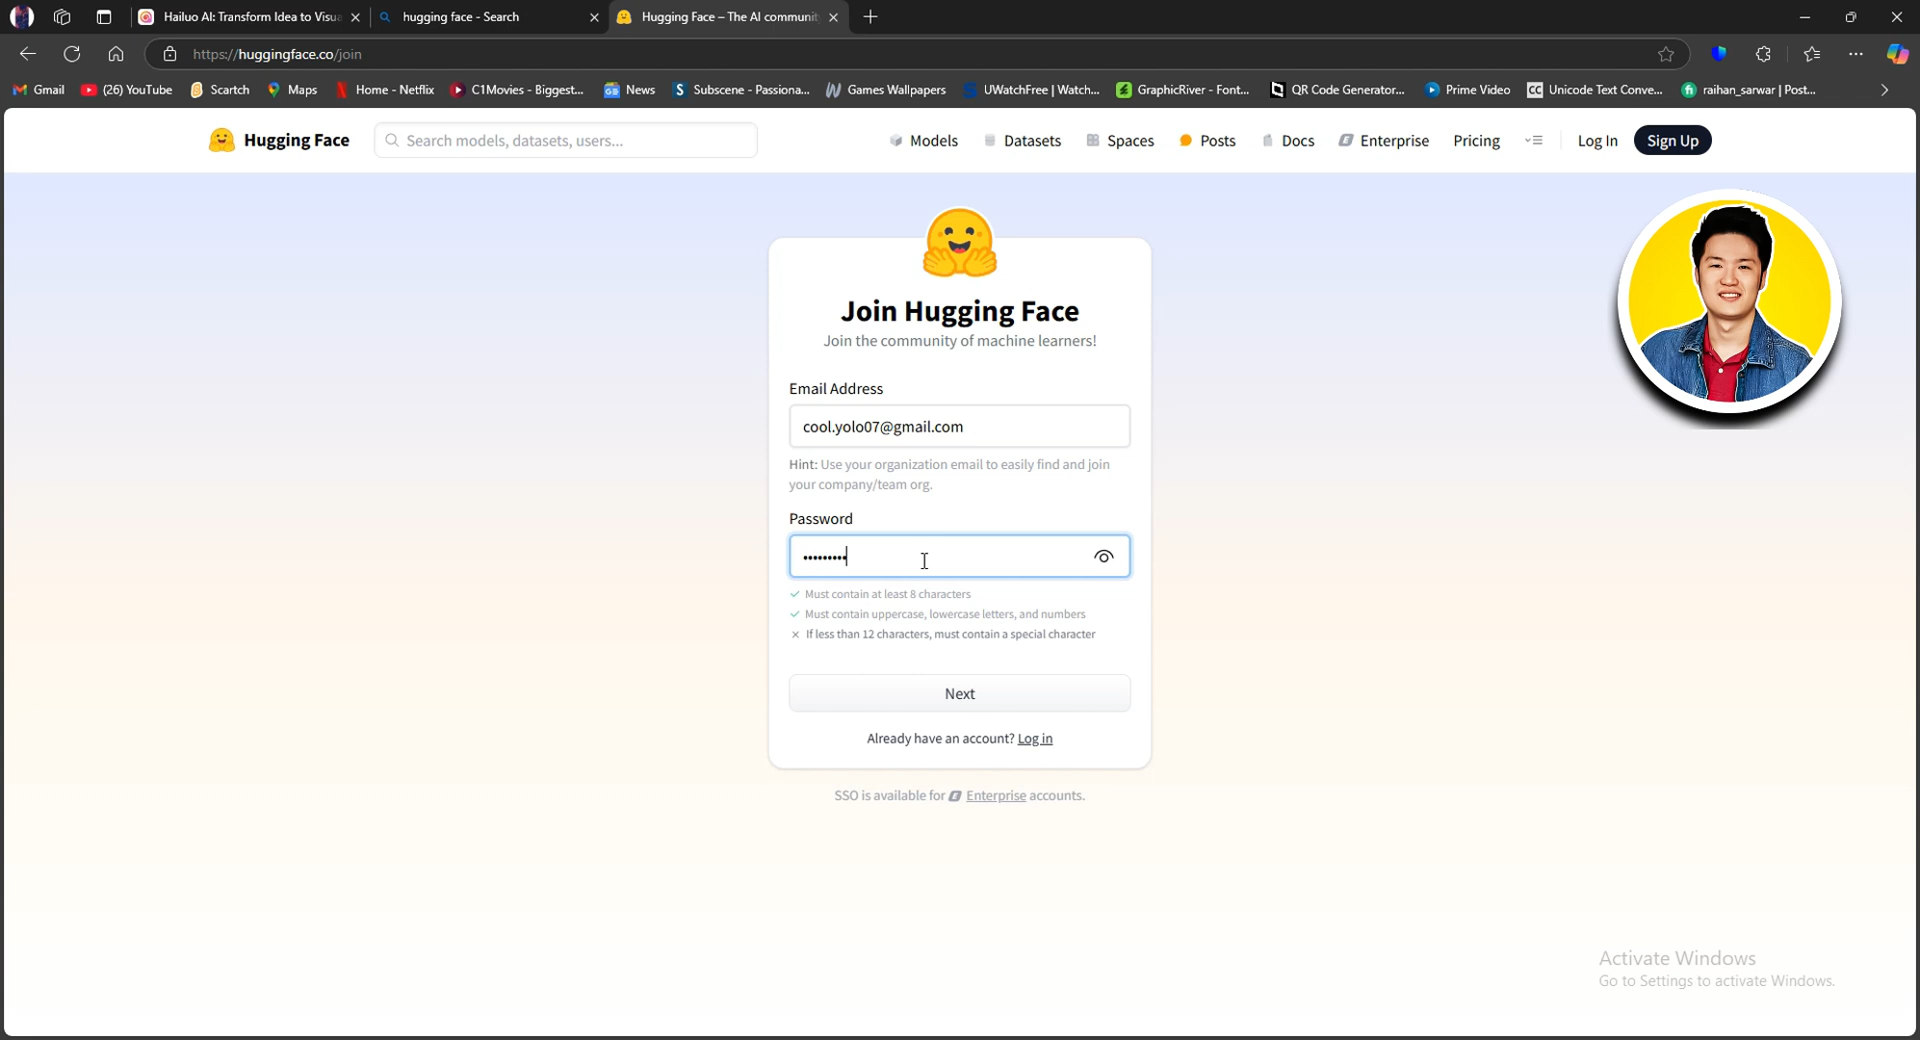 Hailuo AI: Transform Idea to Visu
hugging face - Search
Hugging Face – The AI communit
https://huggingface.co/join
Gmail
(26) YouTube
Scartch
Maps
Home - Netflix
C1Movies - Biggest...
News
Subscene - Passiona...
Games Wallpapers
UWatchFree | Watch...
GraphicRiver - Font...
QR Code Generator...
Prime Video
Unicode Text Conve...
raihan_sarwar | Post...
Hugging Face
Search models, datasets, users...
Models
Datasets
Spaces
Posts
Docs
Enterprise
Pricing
Log In
Sign Up
Join Hugging Face
Join the community of machine learners!
Email Address
cool.yolo07@gmail.com
Hint: Use your organization email to easily find and join
your company/team org.
Password
•••••••••
Must contain at least 8 characters
Must contain uppercase, lowercase letters, and numbers
If less than 12 characters, must contain a special character
Next
Already have an account? Log in
SSO is available for Enterprise accounts.
Activate Windows
Go to Settings to activate Windows.